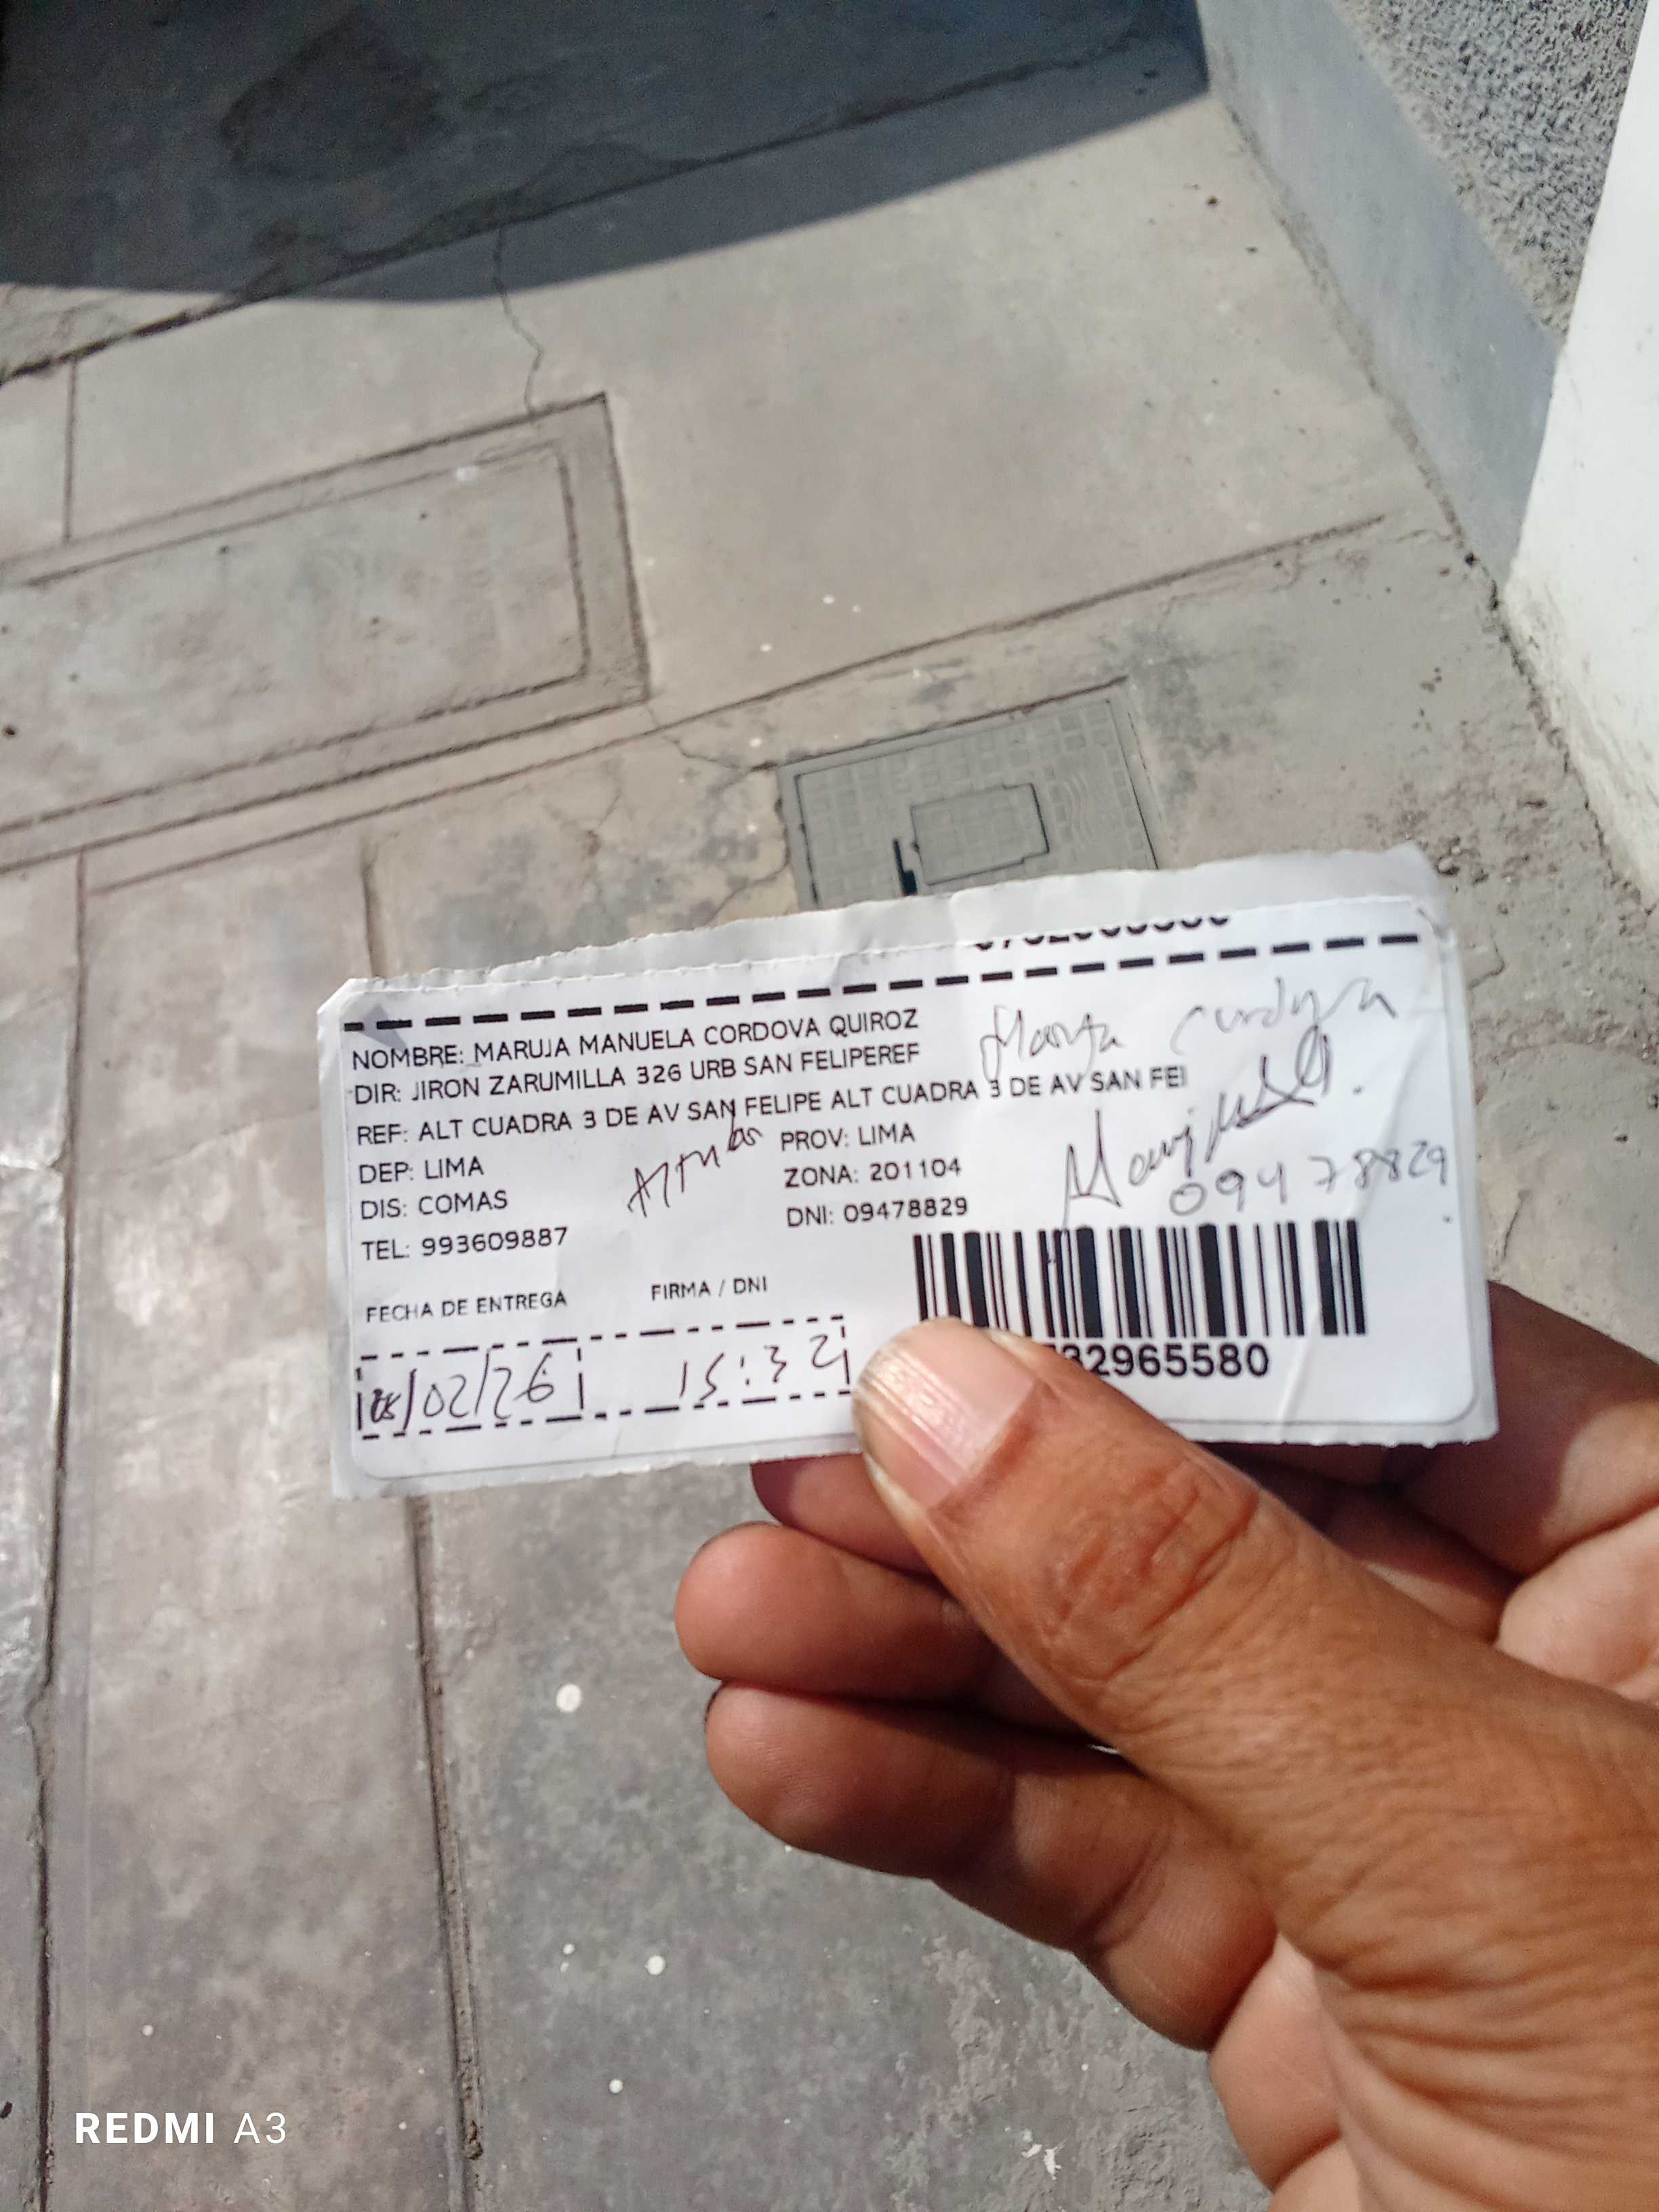 NOMBRE: MARUJA MANUELA CORDOVA QUIROZ
DIR: JIRON ZARUMILLA 326 URB SAN FELIPEREF
REF: ALT CUADRA 3 DE AV SAN FELIPE ALT CUADRA 3 DE AV SAN FEI
DEP: LIMA PROV: LIMA
DIS: COMAS ZONA: 201104
TEL: 993609887 DNI: 09478829
09478829
FECHA DE ENTREGA FIRMA / DNI
/02/26 15:32
32965580
REDMI A3